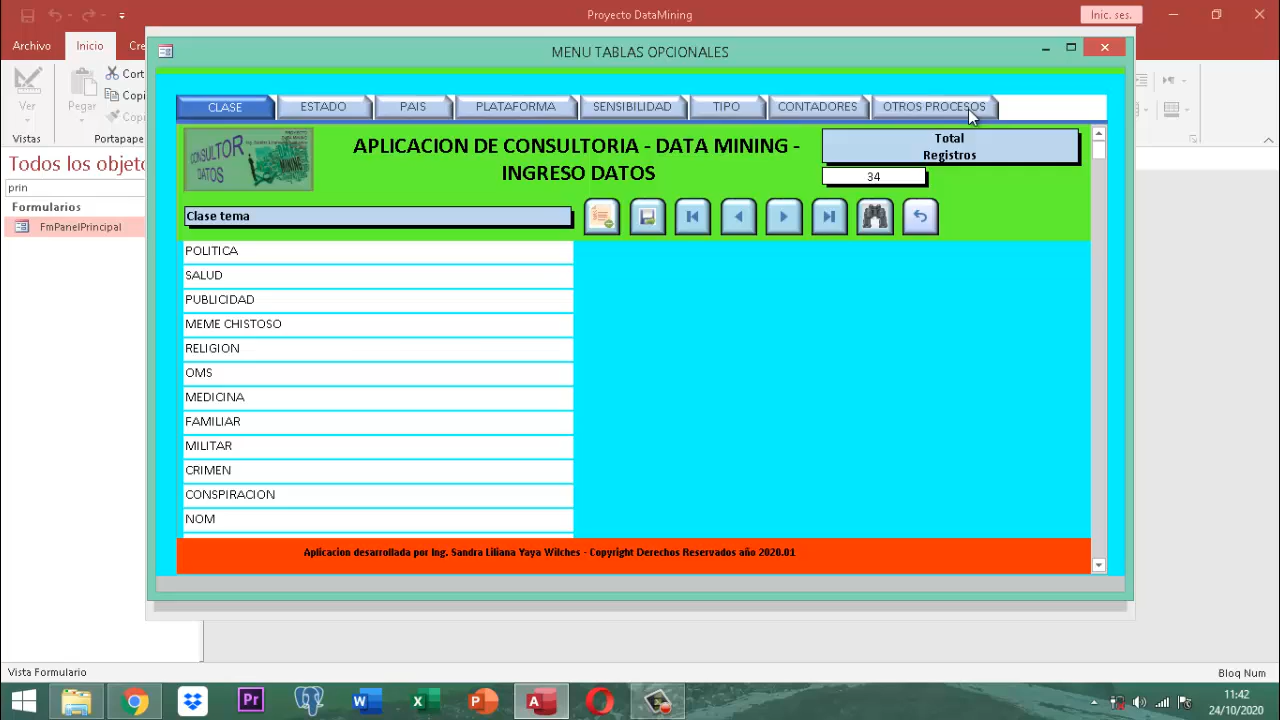 Proyecto DataMining
Inic. ses.
Archivo
Inicio
Cre
Ver
Pegar
Cort
Copi
Vistas
Portapape
MENU TABLAS OPCIONALES
CLASE
ESTADO
PAIS
PLATAFORMA
SENSIBILIDAD
TIPO
CONTADORES
OTROS PROCESOS
CONSULTOR
DATOS
MINING
APLICACION DE CONSULTORIA - DATA MINING -
INGRESO DATOS
Total
Registros
34
Todos los objeto
prin
Formularios
FmPanelPrincipal
Clase tema
POLITICA
SALUD
PUBLICIDAD
MEME CHISTOSO
RELIGION
OMS
MEDICINA
FAMILIAR
MILITAR
CRIMEN
CONSPIRACION
NOM
Aplicacion desarrollada por Ing. Sandra Liliana Yaya Wilches - Copyright Derechos Reservados año 2020.01
Vista Formulario
Bloq Num
11:42
24/10/2020